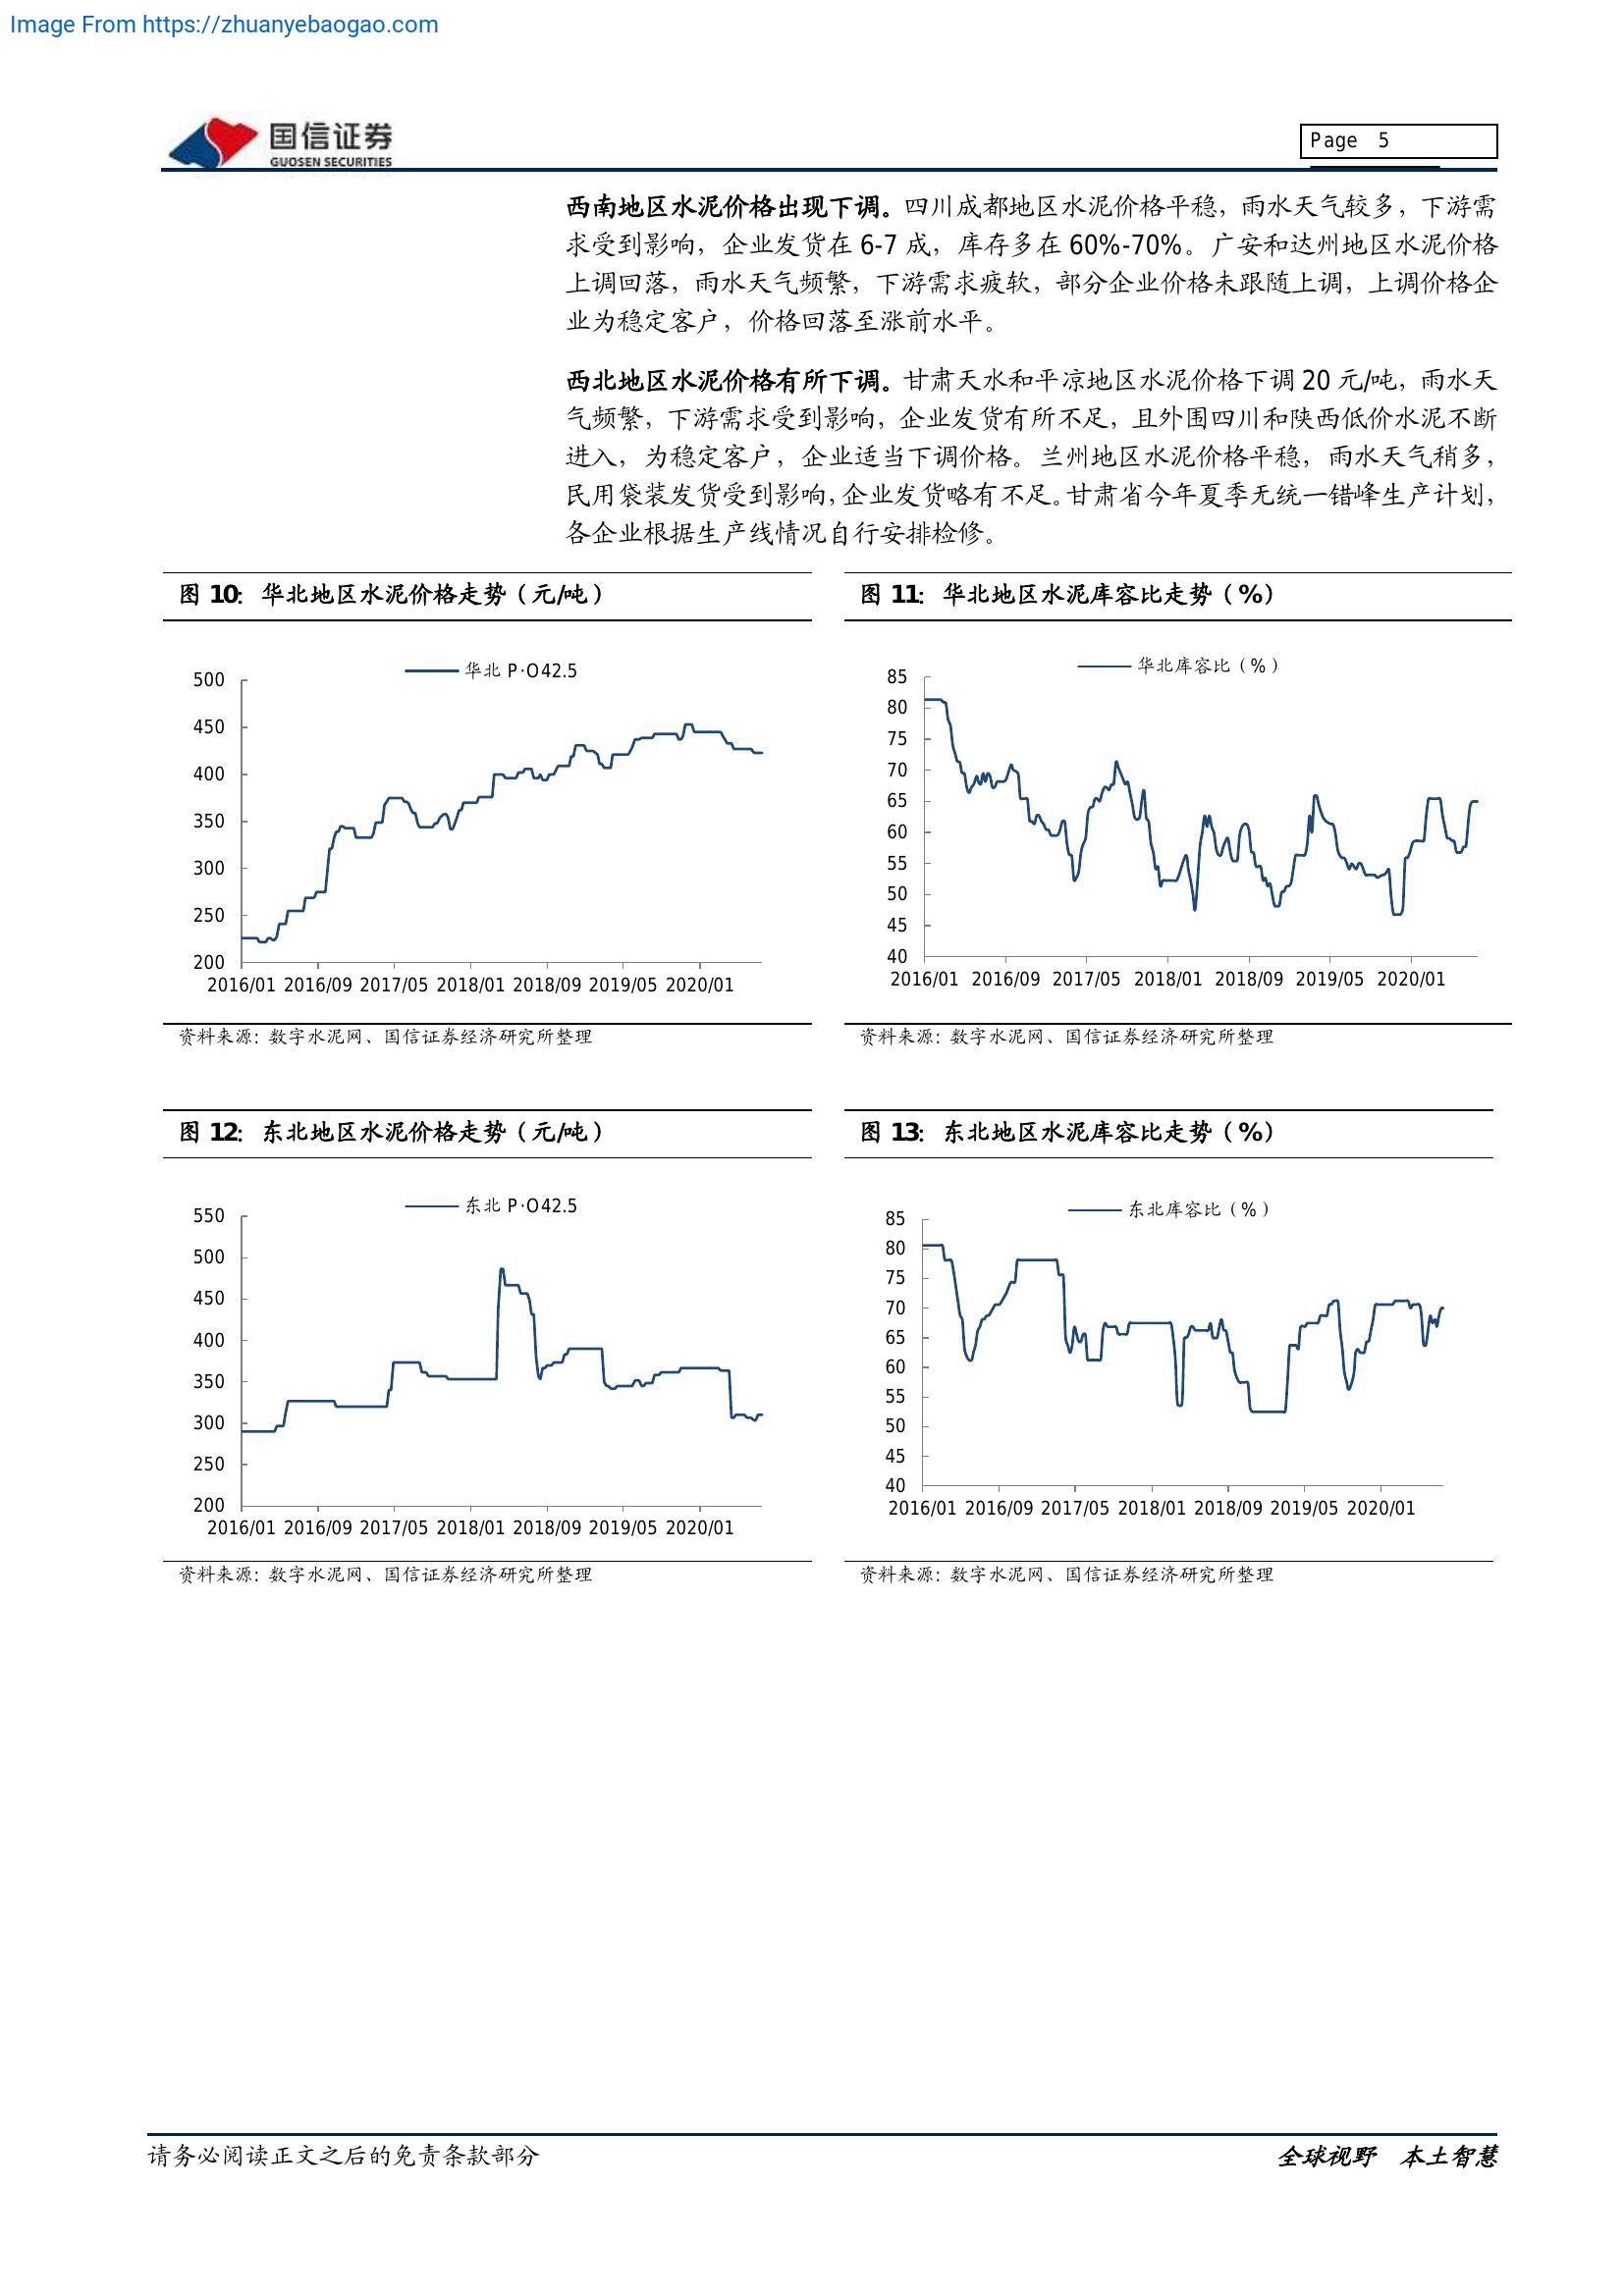 Image From https://zhuanyebaogao.com
国信证券
GUOSEN SECURITIES
Page 5
西南地区水泥价格出现下调。四川成都地区水泥价格平稳，雨水天气较多，下游需
求受到影响，企业发货在 6-7 成，库存多在 60%-70%。广安和达州地区水泥价格
上调回落，雨水天气频繁，下游需求疲软，部分企业价格未跟随上调，上调价格企
业为稳定客户，价格回落至涨前水平。
西北地区水泥价格有所下调。甘肃天水和平凉地区水泥价格下调 20 元/吨，雨水天
气频繁，下游需求受到影响，企业发货有所不足，且外围四川和陕西低价水泥不断
进入，为稳定客户，企业适当下调价格。兰州地区水泥价格平稳，雨水天气稍多，
民用袋装发货受到影响，企业发货略有不足。甘肃省今年夏季无统一错峰生产计划，
各企业根据生产线情况自行安排检修。
图 10：华北地区水泥价格走势（元/吨）
华北 P·O42.5
500
450
400
350
300
250
200
2016/01 2016/09 2017/05 2018/01 2018/09 2019/05 2020/01
资料来源：数字水泥网、国信证券经济研究所整理
图 11：华北地区水泥库容比走势（%）
华北库容比（%）
85
80
75
70
65
60
55
50
45
40
2016/01 2016/09 2017/05 2018/01 2018/09 2019/05 2020/01
资料来源：数字水泥网、国信证券经济研究所整理
图 12：东北地区水泥价格走势（元/吨）
东北 P·O42.5
550
500
450
400
350
300
250
200
2016/01 2016/09 2017/05 2018/01 2018/09 2019/05 2020/01
资料来源：数字水泥网、国信证券经济研究所整理
图 13：东北地区水泥库容比走势（%）
东北库容比（%）
85
80
75
70
65
60
55
50
45
40
2016/01 2016/09 2017/05 2018/01 2018/09 2019/05 2020/01
资料来源：数字水泥网、国信证券经济研究所整理
请务必阅读正文之后的免责条款部分
全球视野 本土智慧